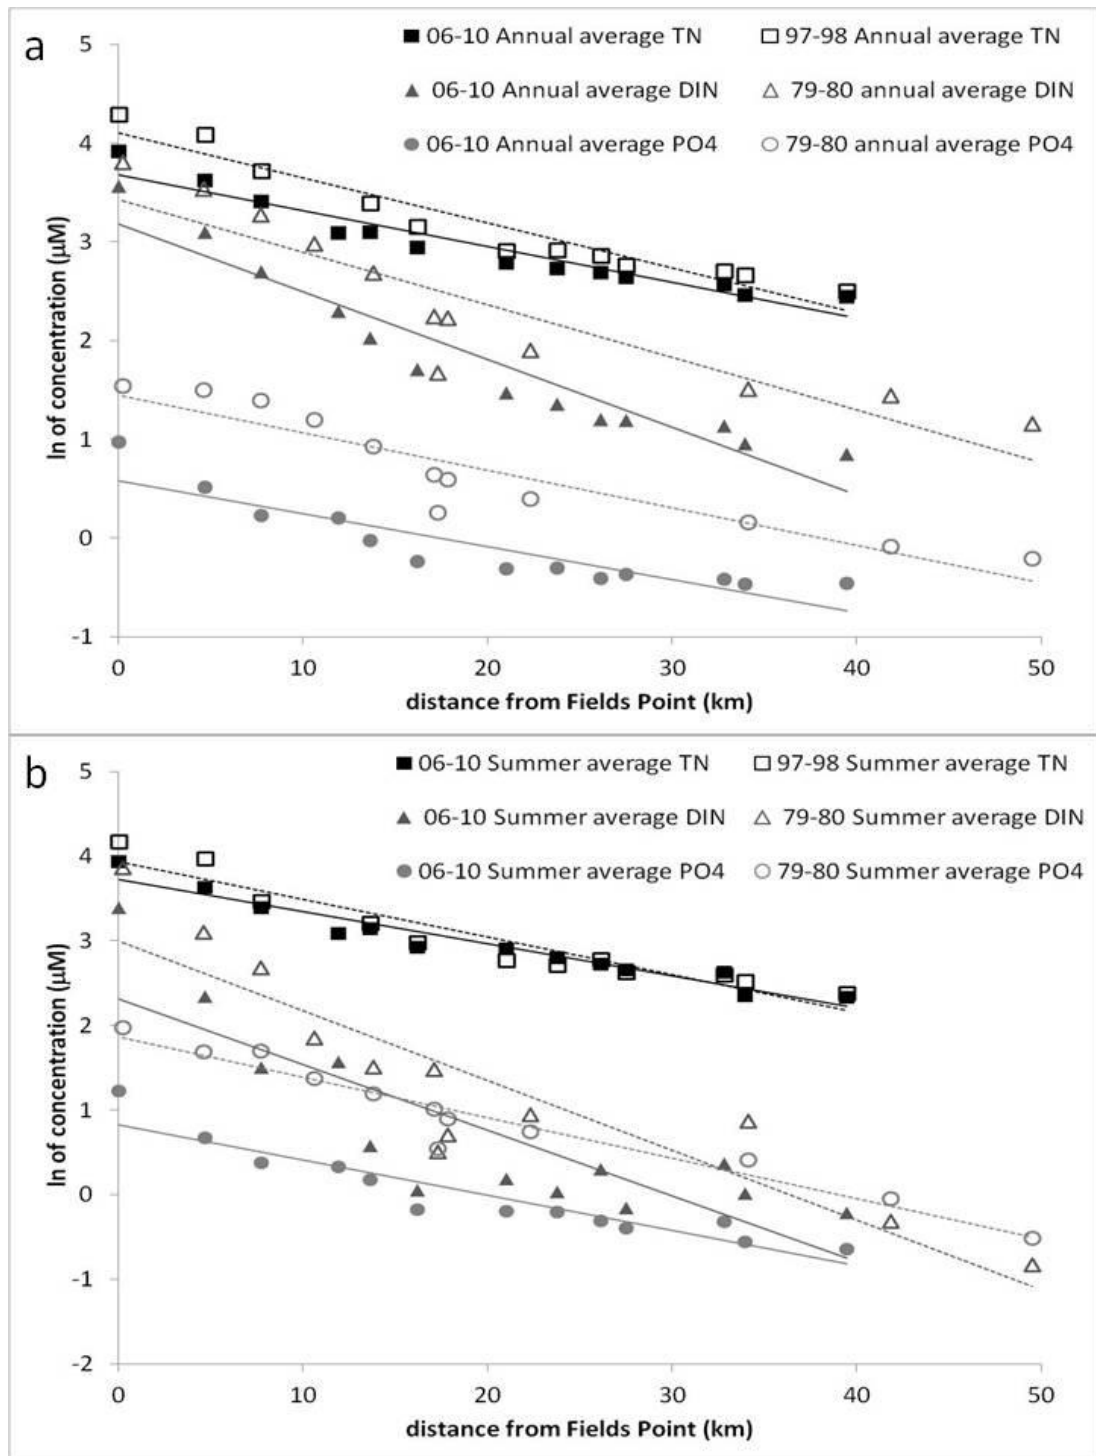 a
06-10 Annual average TN
97-98 Annual average TN
06-10 Annual average DIN
79-80 annual average DIN
06-10 Annual average PO4
79-80 annual average PO4
ln of concentration (µM)
5
4
3
2
1
0
-1
0 10 20 30 40 50
distance from Fields Point (km)
b
06-10 Summer average TN
97-98 Summer average TN
06-10 Summer average DIN
79-80 Summer average DIN
06-10 Summer average PO4
79-80 Summer average PO4
ln of concentration (µM)
5
4
3
2
1
0
-1
-2
0 10 20 30 40 50
distance from Fields Point (km)